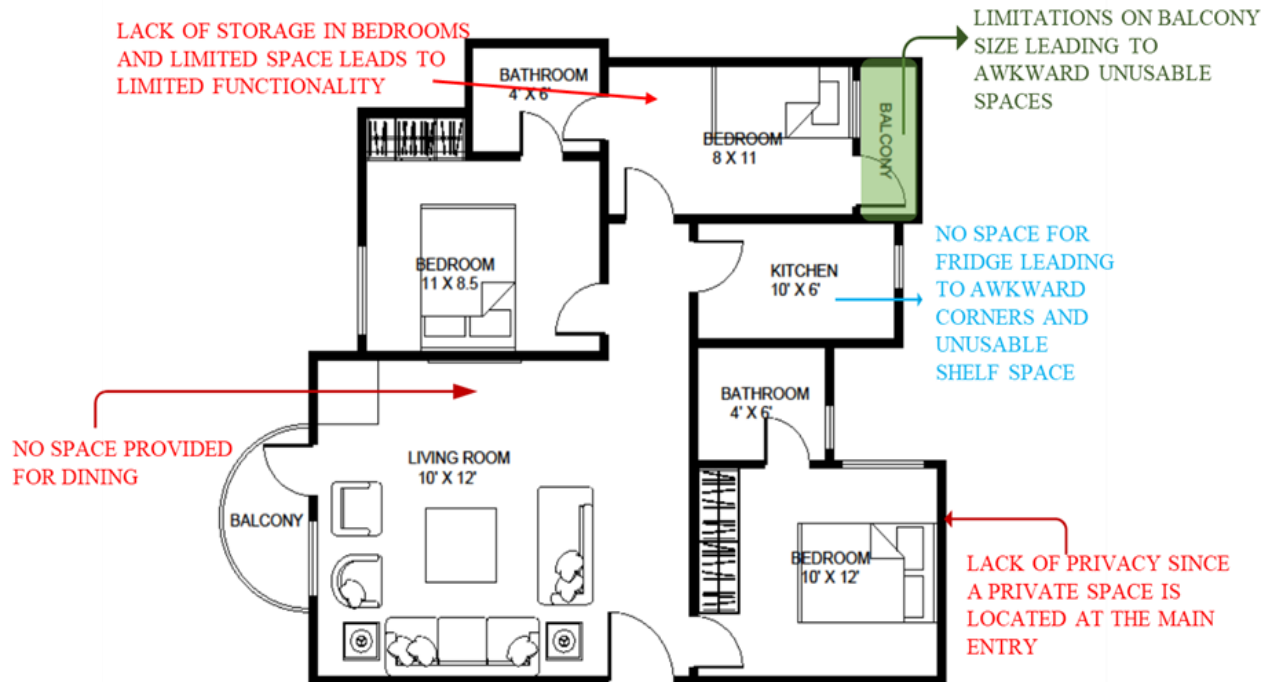 LACK OF STORAGE IN BEDROOMS
AND LIMITED SPACE LEADS TO
LIMITED FUNCTIONALITY
LIMITATIONS ON BALCONY
SIZE LEADING TO
AWKWARD UNUSABLE
SPACES
BATHROOM
4' X 6'
BEDROOM
8 X 11
BALCONY
BEDROOM
11 X 8.5
KITCHEN
10' X 6'
NO SPACE FOR
FRIDGE LEADING
TO AWKWARD
CORNERS AND
UNUSABLE
SHELF SPACE
NO SPACE PROVIDED
FOR DINING
LIVING ROOM
10' X 12'
BALCONY
BATHROOM
4' X 6'
BEDROOM
10' X 12'
LACK OF PRIVACY SINCE
A PRIVATE SPACE IS
LOCATED AT THE MAIN
ENTRY